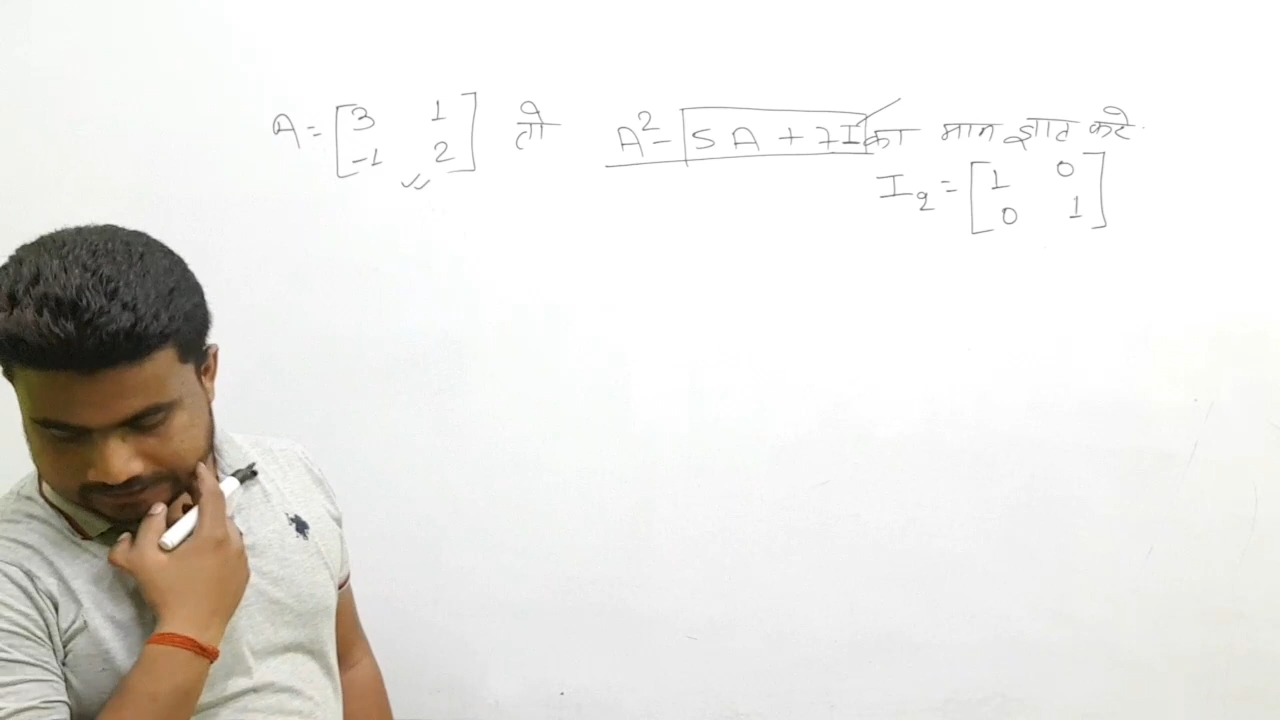 A = [3 1 -1 2] तो A² - 5A + 7I का मान ज्ञात करे.
I₂ = [1 0 0 1]